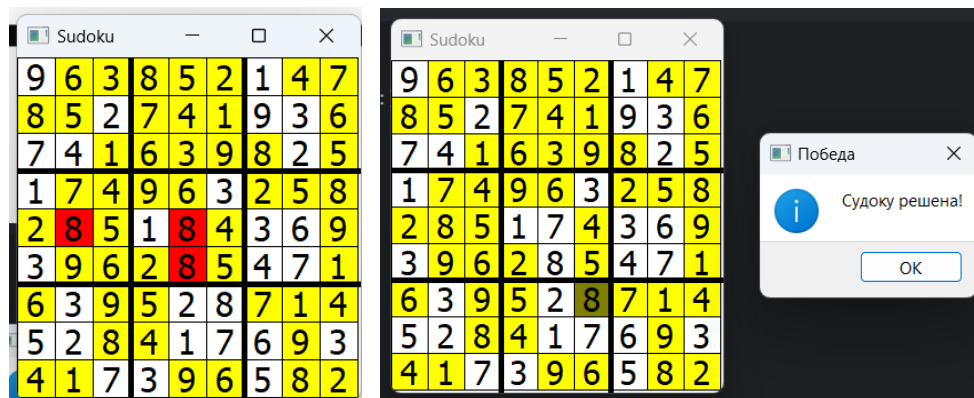 Sudoku
9 6 3 8 5 2 1 4 7
8 5 2 7 4 1 9 3 6
7 4 1 6 3 9 8 2 5
1 7 4 9 6 3 2 5 8
2 8 5 1 8 4 3 6 9
3 9 6 2 8 5 4 7 1
6 3 9 5 2 8 7 1 4
5 2 8 4 1 7 6 9 3
4 1 7 3 9 6 5 8 2
Sudoku
9 6 3 8 5 2 1 4 7
8 5 2 7 4 1 9 3 6
7 4 1 6 3 9 8 2 5
1 7 4 9 6 3 2 5 8
2 8 5 1 7 4 3 6 9
3 9 6 2 8 5 4 7 1
6 3 9 5 2 8 7 1 4
5 2 8 4 1 7 6 9 3
4 1 7 3 9 6 5 8 2
Победа
Судоку решена!
OK